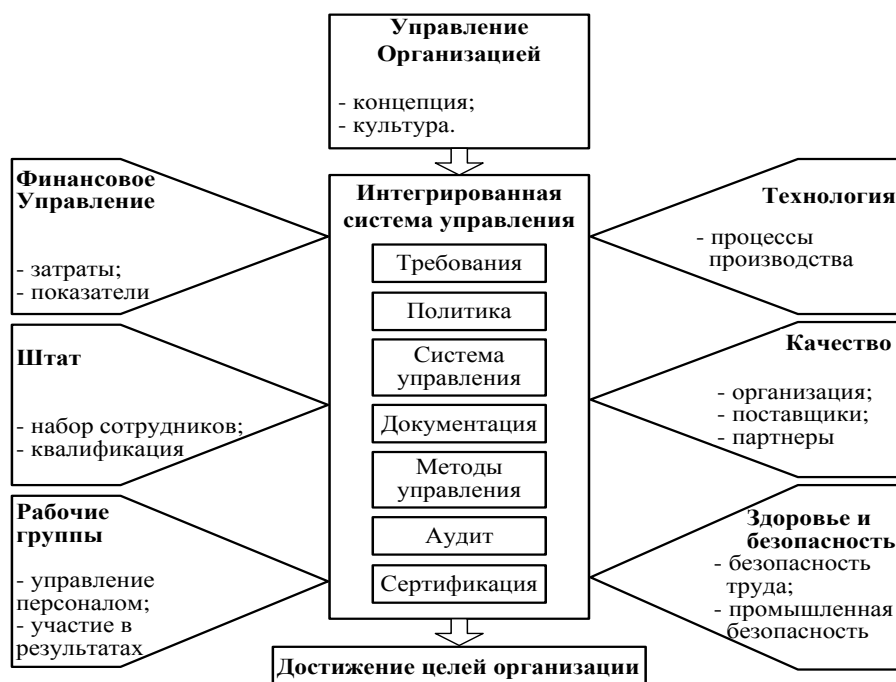 Управление
Организацией
- концепция;
- культура.
Финансовое
Управление
- затраты;
- показатели
Штат
- набор сотрудников;
- квалификация
Рабочие
группы
- управление
персоналом;
- участие в
результатах
Интегрированная
система управления
Требования
Политика
Система
управления
Документация
Методы
управления
Аудит
Сертификация
Технология
- процессы
производства
Качество
- организация;
- поставщики;
- партнеры
Здоровье и
безопасность
- безопасность
труда;
- промышленная
безопасность
Достижение целей организации